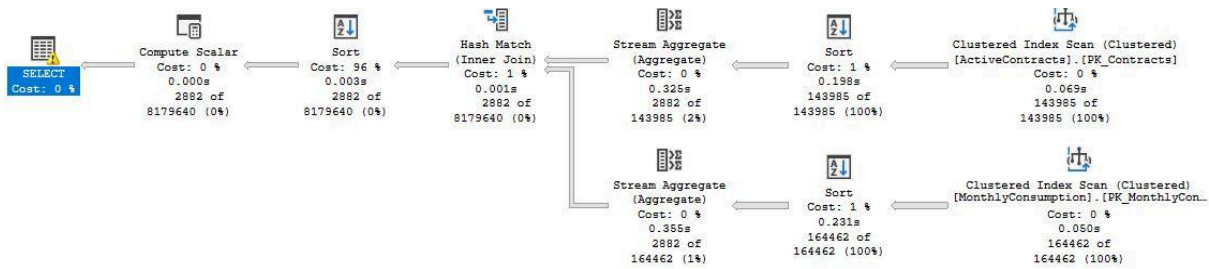 SELECT
Cost: 0 %
Compute Scalar
Cost: 0 %
0.000s
2882 of
8179640 (0%)
Sort
Cost: 96 %
0.003s
2882 of
8179640 (0%)
Hash Match
(Inner Join)
Cost: 1 %
0.001s
2882 of
8179640 (0%)
Stream Aggregate
(Aggregate)
Cost: 0 %
0.325s
2882 of
143985 (2%)
Sort
Cost: 1 %
0.198s
143985 of
143985 (100%)
Clustered Index Scan (Clustered)
[ActiveContracts].[PK_Contracts]
Cost: 0 %
0.069s
143985 of
143985 (100%)
Stream Aggregate
(Aggregate)
Cost: 0 %
0.355s
2882 of
164462 (1%)
Sort
Cost: 1 %
0.231s
164462 of
164462 (100%)
Clustered Index Scan (Clustered)
[MonthlyConsumption].[PK_MonthlyCon…
Cost: 0 %
0.050s
164462 of
164462 (100%)